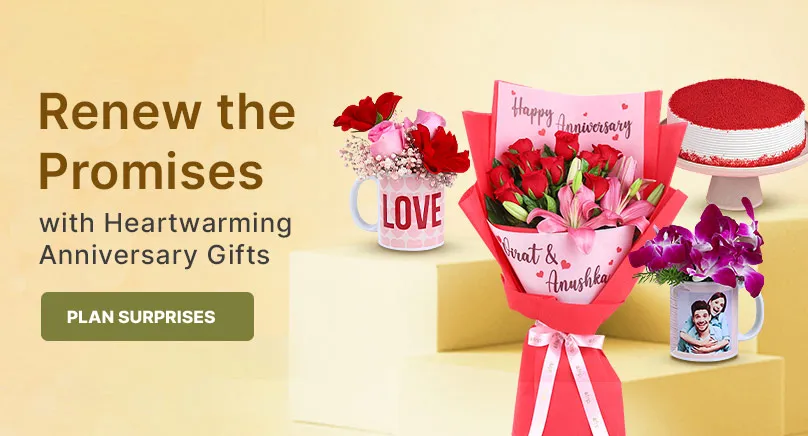 Renew the
Promises
with Heartwarming
Anniversary Gifts
PLAN SURPRISES
LOVE
Happy
Anniversary
Virat &
Anushka